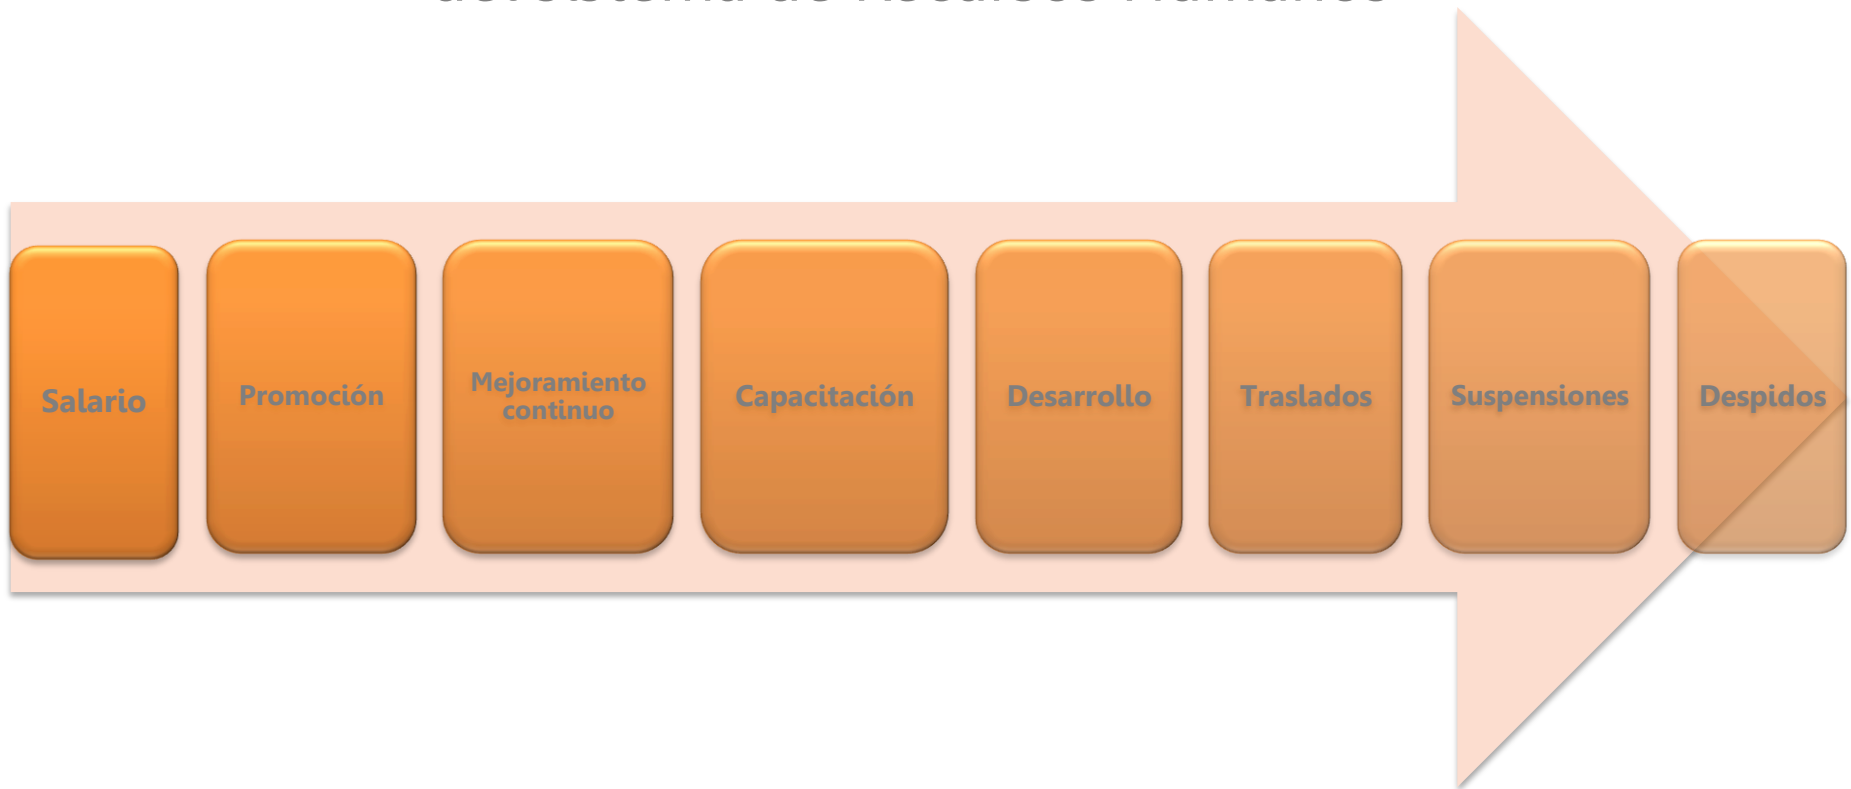 Salario
Promoción
Mejoramiento
continuo
Capacitación
Desarrollo
Traslados
Suspensiones
Despidos